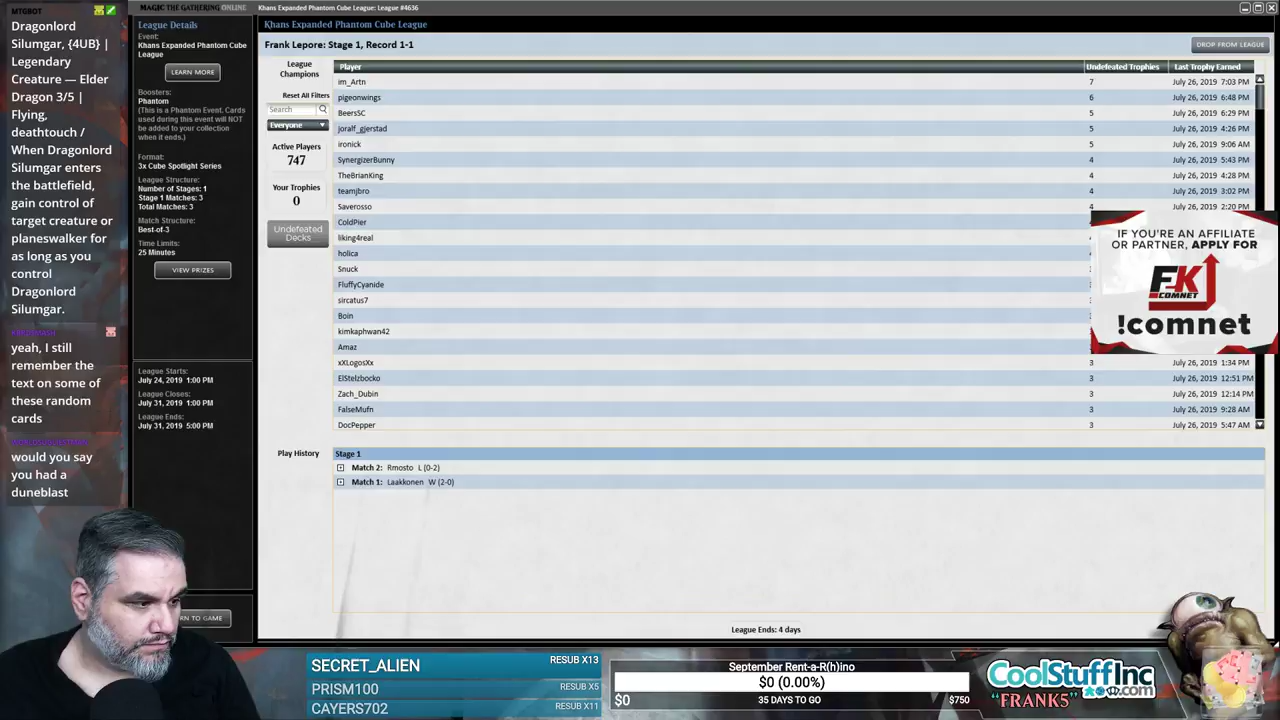 MTGBOT
Dragonlord
Silumgar, {4UB} |
Legendary
Creature — Elder
Dragon 3/5 |
Flying,
deathtouch /
When Dragonlord
Silumgar enters
the battlefield,
gain control of
target creature or
planeswalker for
as long as you
control
Dragonlord
Silumgar.
yeah, I still
remember the
text on some of
these random
cards
would you say
you had a
duneblast
MAGIC THE GATHERING ONLINE
Khans Expanded Phantom Cube League: League #4636
League Details
Event:
Khans Expanded Phantom Cube
League
LEARN MORE
Boosters:
Phantom
(This is a Phantom Event. Cards
used during this event will NOT
be added to your collection
when it ends.)
Format:
3x Cube Spotlight Series
League Structure:
Number of Stages: 1
Stage 1 Matches: 3
Total Matches: 3
Match Structure:
Best-of-3
Time Limits:
25 Minutes
VIEW PRIZES
League Starts:
July 24, 2019 1:00 PM
League Closes:
July 31, 2019 1:00 PM
League Ends:
July 31, 2019 5:00 PM
RN TO GAME
Khans Expanded Phantom Cube League
Frank Lepore: Stage 1, Record 1-1
DROP FROM LEAGUE
League
Champions
Reset All Filters
Search
Everyone
Active Players
747
Your Trophies
0
Undefeated
Decks
Player Undefeated Trophies Last Trophy Earned
im_Artn 7 July 26, 2019 7:03 PM
pigeonwings 6 July 26, 2019 6:48 PM
BeersSC 5 July 26, 2019 6:29 PM
joralf_gjerstad 5 July 26, 2019 4:26 PM
ironick 5 July 26, 2019 9:06 AM
SynergizerBunny 4 July 26, 2019 5:43 PM
TheBrianKing 4 July 26, 2019 4:28 PM
teamjbro 4 July 26, 2019 3:02 PM
Saverosso 4 July 26, 2019 2:20 PM
ColdPier
liking4real
holica
Snuck
FluffyCyanide
sircatus7
Boin
kimkaphwan42
Amaz
xXLogosXx 3 July 26, 2019 1:34 PM
ElStelzbocko 3 July 26, 2019 12:51 PM
Zach_Dubin 3 July 26, 2019 12:14 PM
FalseMufn 3 July 26, 2019 9:28 AM
DocPepper 3 July 26, 2019 5:47 AM
IF YOU'RE AN AFFILIATE
OR PARTNER, APPLY FOR
F2K
COMNET
!comnet
Play History
Stage 1
Match 2: Rmosto L (0-2)
Match 1: Laakkonen W (2-0)
League Ends: 4 days
SECRET_ALIEN RESUB X13
PRISM100 RESUB X5
CAYERS702 RESUB X11
September Rent-a-R(h)ino
$0 (0.00%)
$0 35 DAYS TO GO $750
CoolStuffInc
.com
"FRANK5"